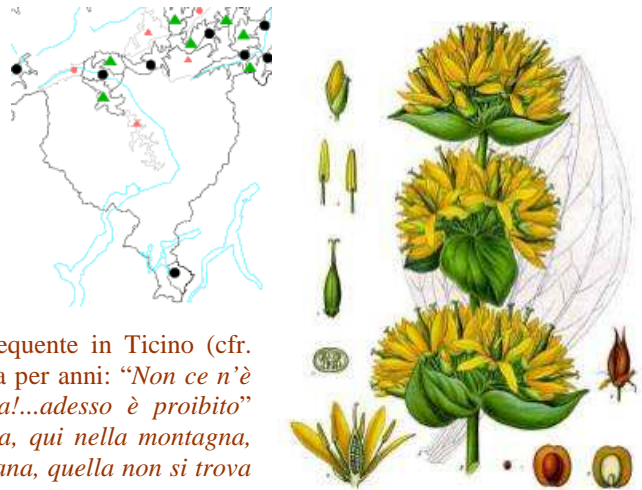 equente in Ticino (cfr.
a per anni: “Non ce n’è
a!...adesso è proibito”
a, qui nella montagna,
ana, quella non si trova